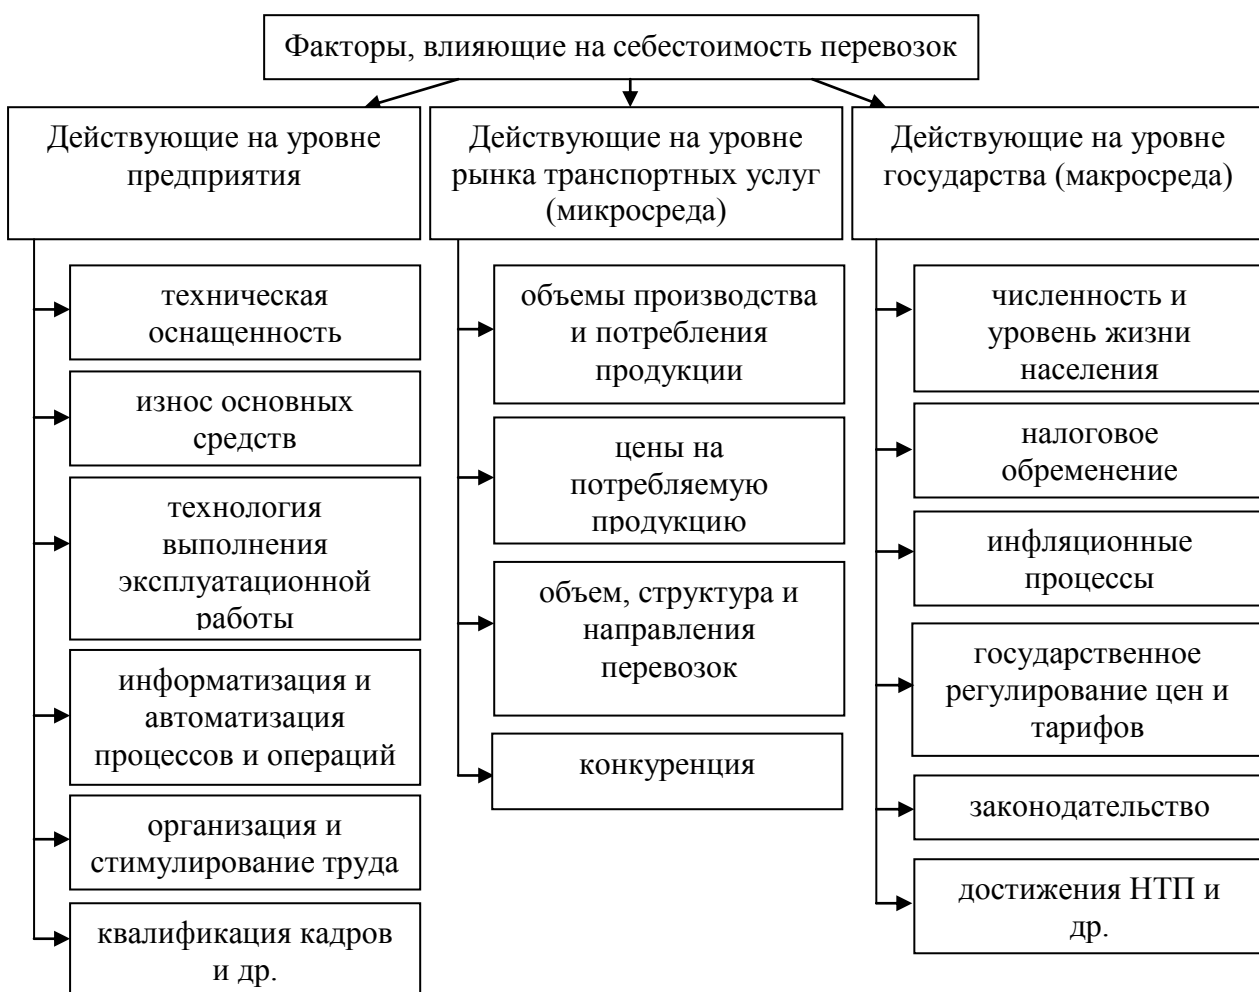 Факторы, влияющие на себестоимость перевозок
Действующие на уровне
предприятия
техническая
оснащенность
износ основных
средств
технология
выполнения
эксплуатационной
работы
информатизация и
автоматизация
процессов и операций
организация и
стимулирование труда
квалификация кадров
и др.
Действующие на уровне
рынка транспортных услуг
(микросреда)
объемы производства
и потребления
продукции
цены на
потребляемую
продукцию
объем, структура и
направления
перевозок
конкуренция
Действующие на уровне
государства (макросреда)
численность и
уровень жизни
населения
налоговое
обременение
инфляционные
процессы
государственное
регулирование цен и
тарифов
законодательство
достижения НТП и
др.